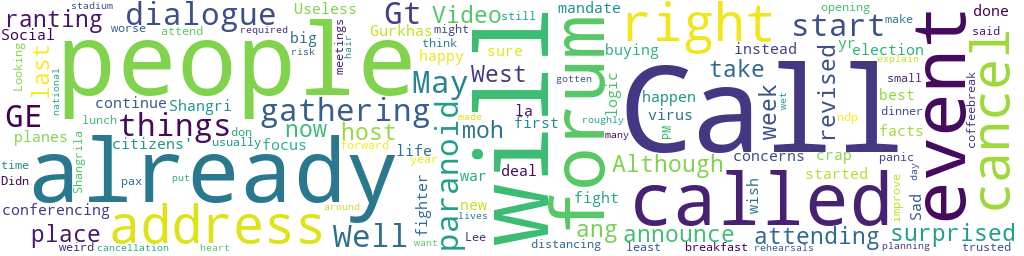 people
already
Will
forum
Call
called
event
cancel
right
address
things
gathering
dialogue
ranting
Gt
Video
start
place
Well
host
May
West
GE
last
paranoid
ang
announce
attending
surprised
Although
take
Week
revised
now
moh
Useless
Social
worse
attend
stadium
required
risk
big
meetings
hair
Gurkhas
might
still
think
happy
sure
mandate
opening
make
yr
election
done
said
explain
buying
instead
logic
happen
virus
small
best
dinner
facts
panic
ndp
coffeebreak
PM
wet
roughly
many
gotten
made
la
first
deal
Looking
national
continue
Shangri
planes
lunch
citizens'
usually
don
focus
life
forward
year
time
Didn
Shangrila
pax
put
conferencing
weird
cancellation
around
heart
fighter
war
new
lives
want
Lee
fight
distancing
least
concerns
crap
started
wish
breakfast
rehearsals
improve
Sad
day
planning
trusted